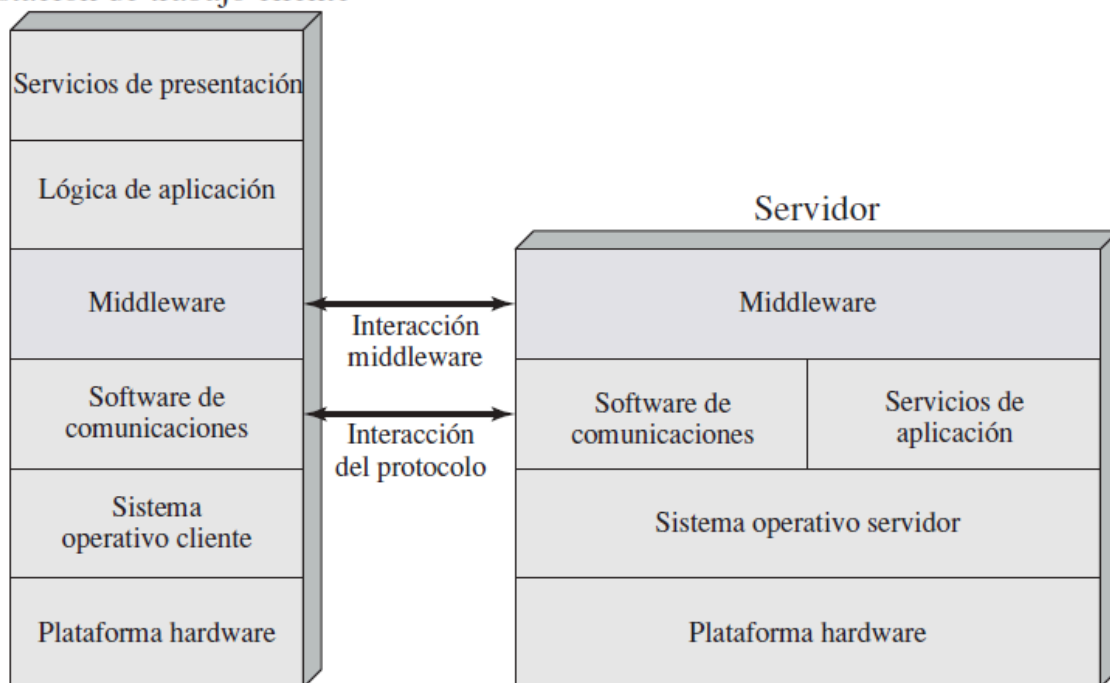 Servicios de presentación
Lógica de aplicación
Middleware
Software de
comunicaciones
Sistema
operativo cliente
Plataforma hardware
Interacción
middleware
Interacción
del protocolo
Servidor
Middleware
Software de
comunicaciones
Servicios de
aplicación
Sistema operativo servidor
Plataforma hardware